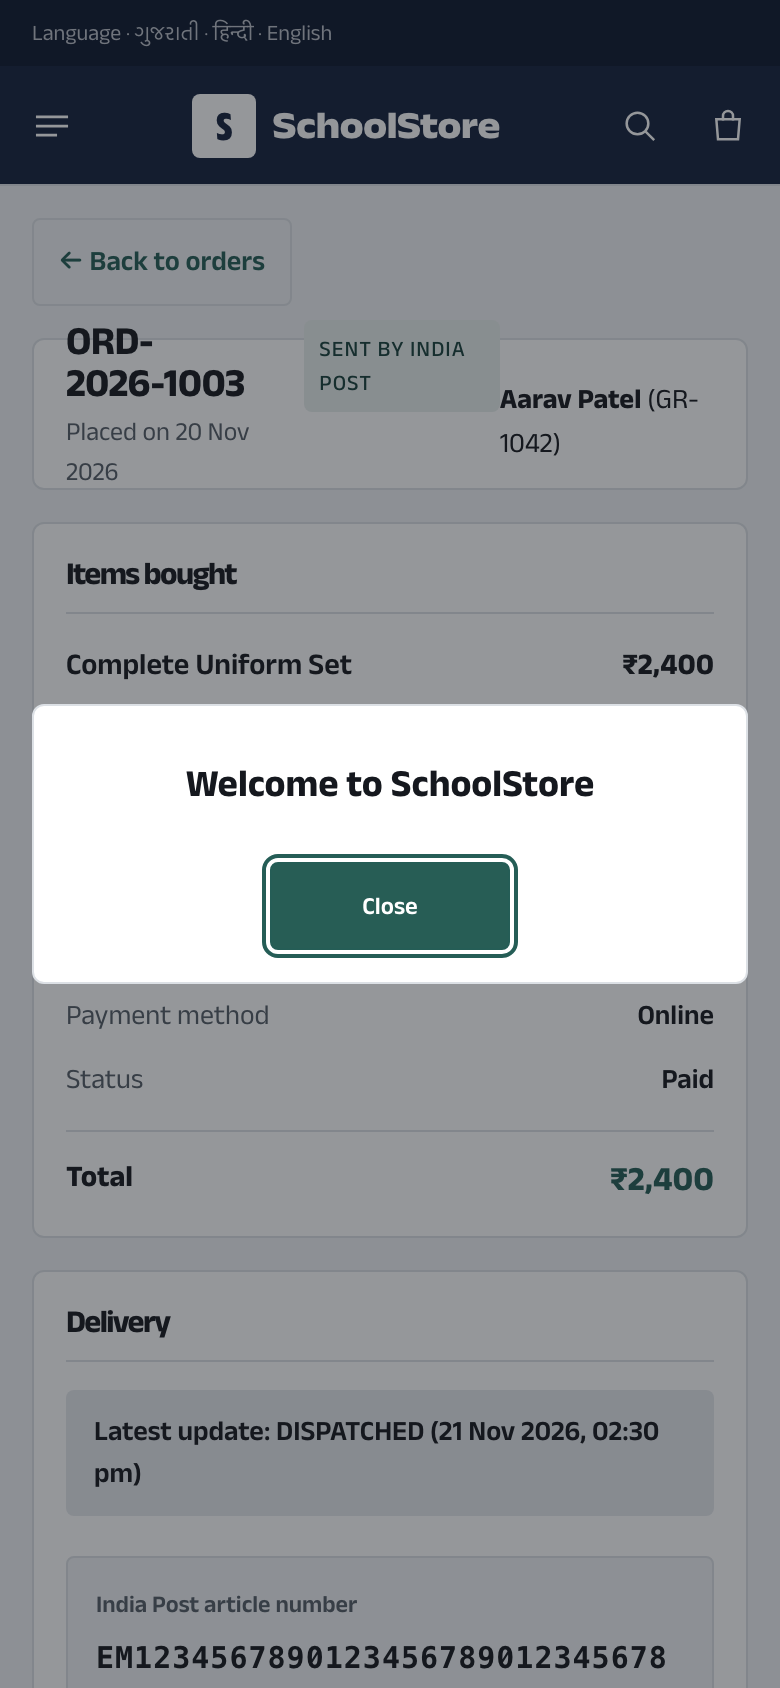 Language · ગુજરાતી · हिन्दी · English
S SchoolStore
← Back to orders
ORD-
2026-1003
Placed on 20 Nov
2026
SENT BY INDIA
POST
Aarav Patel (GR-
1042)
Items bought
Complete Uniform Set ₹2,400
Welcome to SchoolStore
Close
Payment method Online
Status Paid
Total ₹2,400
Delivery
Latest update: DISPATCHED (21 Nov 2026, 02:30
pm)
India Post article number
EM1234567890123456789012345678